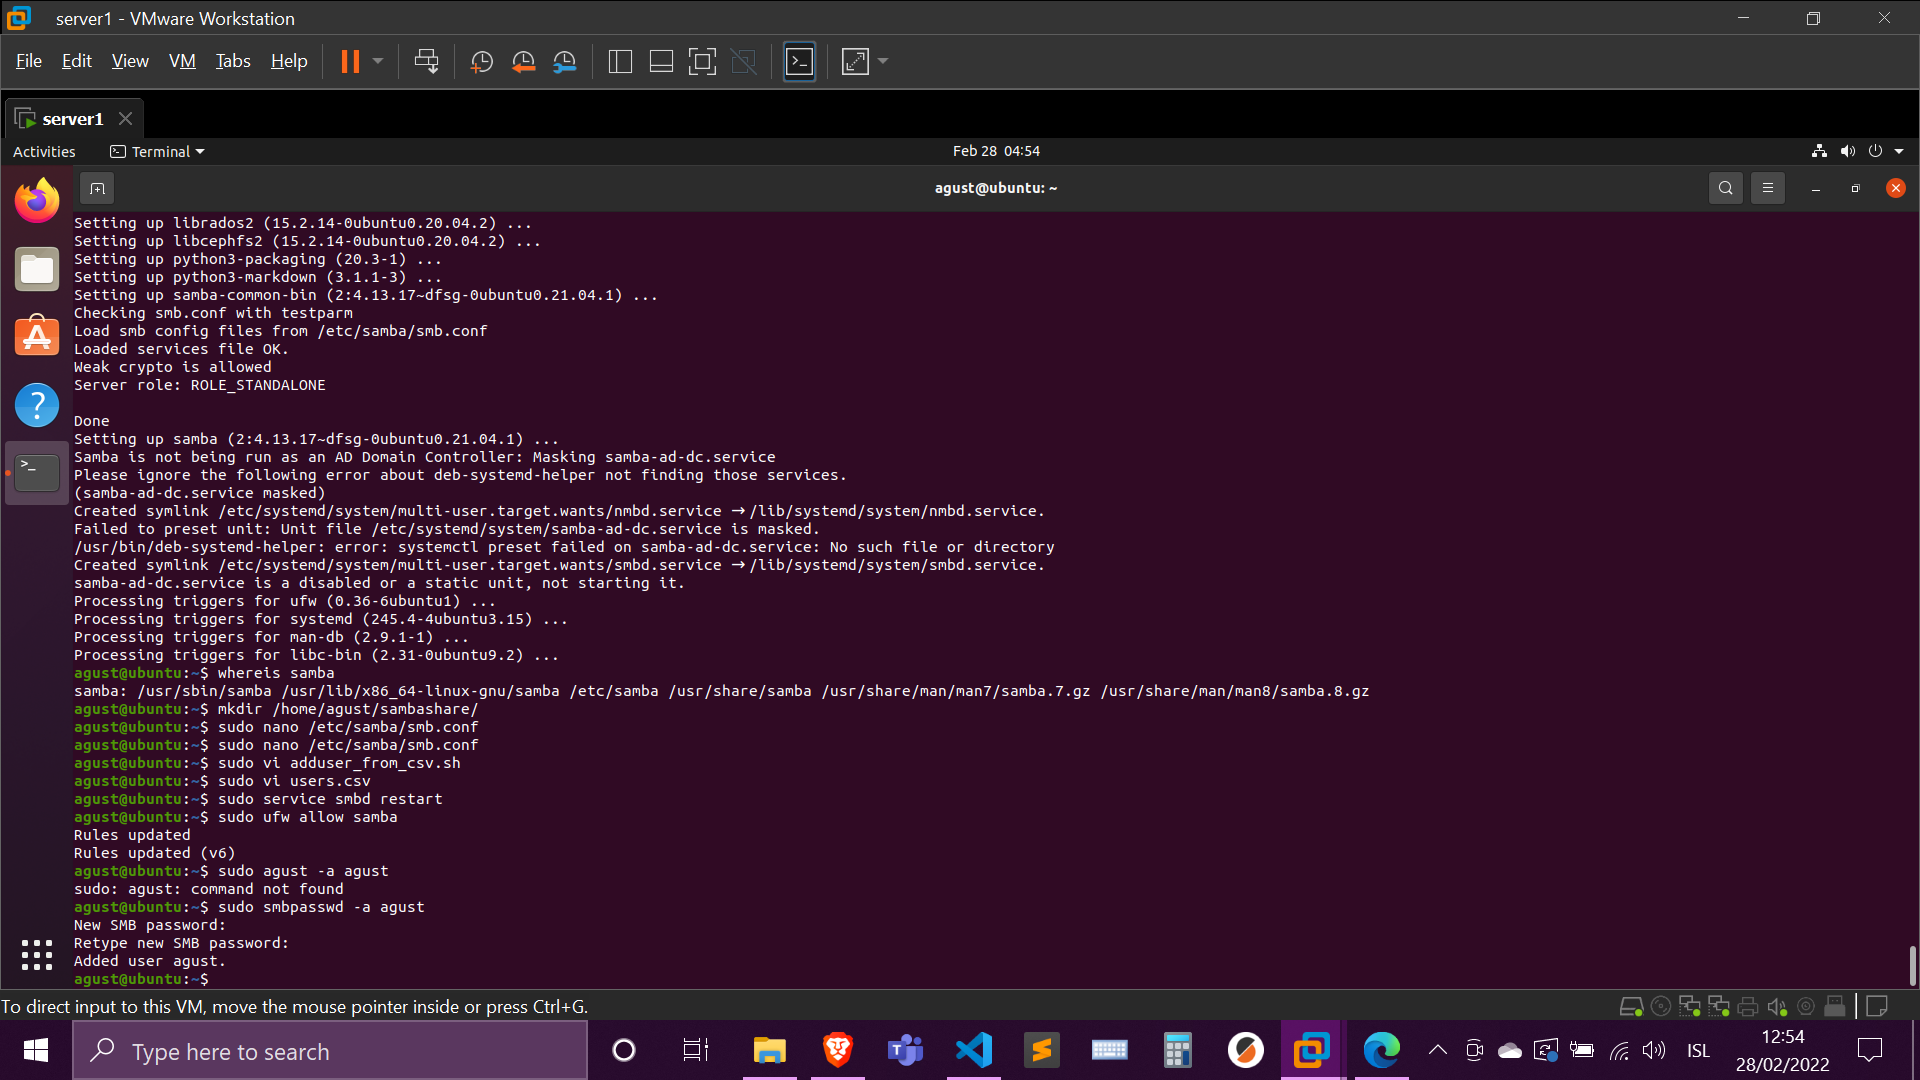 server1 - VMware Workstation
File Edit View VM Tabs Help
server1
Activities Terminal Feb 28 04:54
agust@ubuntu: ~
Setting up librados2 (15.2.14-0ubuntu0.20.04.2) ...
Setting up libcephfs2 (15.2.14-0ubuntu0.20.04.2) ...
Setting up python3-packaging (20.3-1) ...
Setting up python3-markdown (3.1.1-3) ...
Setting up samba-common-bin (2:4.13.17~dfsg-0ubuntu0.21.04.1) ...
Checking smb.conf with testparm
Load smb config files from /etc/samba/smb.conf
Loaded services file OK.
Weak crypto is allowed
Server role: ROLE_STANDALONE
Done
Setting up samba (2:4.13.17~dfsg-0ubuntu0.21.04.1) ...
Samba is not being run as an AD Domain Controller: Masking samba-ad-dc.service
Please ignore the following error about deb-systemd-helper not finding those services.
(samba-ad-dc.service masked)
Created symlink /etc/systemd/system/multi-user.target.wants/nmbd.service → /lib/systemd/system/nmbd.service.
Failed to preset unit: Unit file /etc/systemd/system/samba-ad-dc.service is masked.
/usr/bin/deb-systemd-helper: error: systemctl preset failed on samba-ad-dc.service: No such file or directory
Created symlink /etc/systemd/system/multi-user.target.wants/smbd.service → /lib/systemd/system/smbd.service.
samba-ad-dc.service is a disabled or a static unit, not starting it.
Processing triggers for ufw (0.36-6ubuntu1) ...
Processing triggers for systemd (245.4-4ubuntu3.15) ...
Processing triggers for man-db (2.9.1-1) ...
Processing triggers for libc-bin (2.31-0ubuntu9.2) ...
agust@ubuntu:~$ whereis samba
samba: /usr/sbin/samba /usr/lib/x86_64-linux-gnu/samba /etc/samba /usr/share/samba /usr/share/man/man7/samba.7.gz /usr/share/man/man8/samba.8.gz
agust@ubuntu:~$ mkdir /home/agust/sambashare/
agust@ubuntu:~$ sudo nano /etc/samba/smb.conf
agust@ubuntu:~$ sudo nano /etc/samba/smb.conf
agust@ubuntu:~$ sudo vi adduser_from_csv.sh
agust@ubuntu:~$ sudo vi users.csv
agust@ubuntu:~$ sudo service smbd restart
agust@ubuntu:~$ sudo ufw allow samba
Rules updated
Rules updated (v6)
agust@ubuntu:~$ sudo agust -a agust
sudo: agust: command not found
agust@ubuntu:~$ sudo smbpasswd -a agust
New SMB password:
Retype new SMB password:
Added user agust.
agust@ubuntu:~$
To direct input to this VM, move the mouse pointer inside or press Ctrl+G.
Type here to search
ISL
12:54
28/02/2022